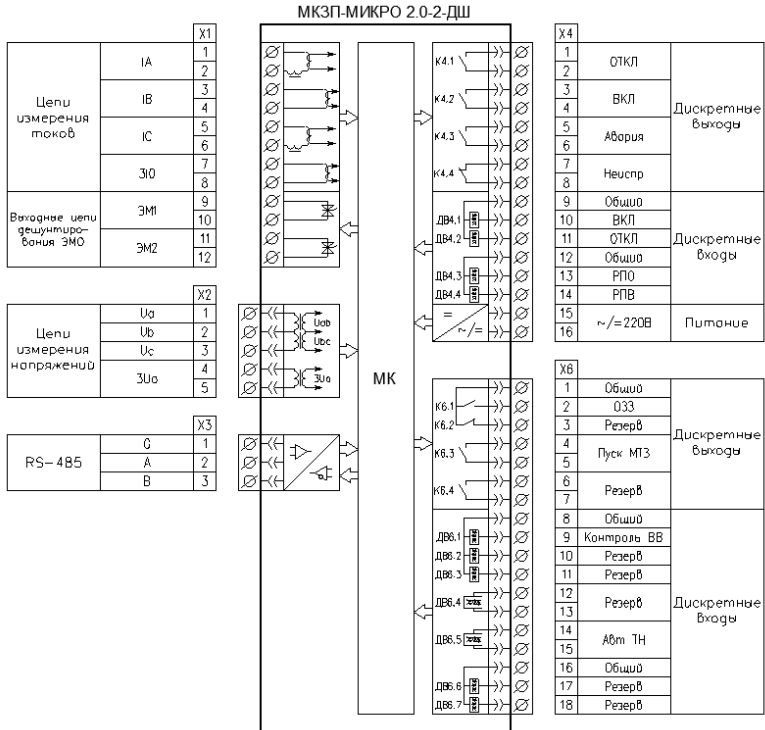 МКЗП-МИКРО 2.0-2-ДШ
X1
Цепи измерения токов
IA
1
2
IB
3
4
IC
5
6
3I0
7
8
Выходные цепи дешунтиро-
вания ЭМО
ЭМ1
9
10
ЭМ2
11
12
X2
Цепи измерения напряжений
Ua
1
Ub
2
Uc
3
3Uo
4
5
Uab
Ubc
3Uo
X3
RS-485
G
1
A
2
B
3
МК
X4
К4.1
1
2
ОТКЛ
К4.2
3
4
ВКЛ
К4.3
5
6
Авария
К4.4
7
8
Неиспр
Дискретные выходы
9
Общий
ДВ4.1
10
ВКЛ
ДВ4.2
11
ОТКЛ
12
Общий
ДВ4.3
13
РПО
ДВ4.4
14
РПВ
Дискретные входы
=
~/=
15
16
~/=220В
Питание
X6
1
Общий
К6.1
2
ОЗЗ
К6.2
3
Резерв
К6.3
4
5
Пуск МТЗ
К6.4
6
7
Резерв
Дискретные выходы
8
Общий
ДВ6.1
9
Контроль ВВ
ДВ6.2
10
Резерв
ДВ6.3
11
Резерв
ДВ6.4
12
13
Резерв
ДВ6.5
14
15
Авт ТН
16
Общий
ДВ6.6
17
Резерв
ДВ6.7
18
Резерв
Дискретные входы